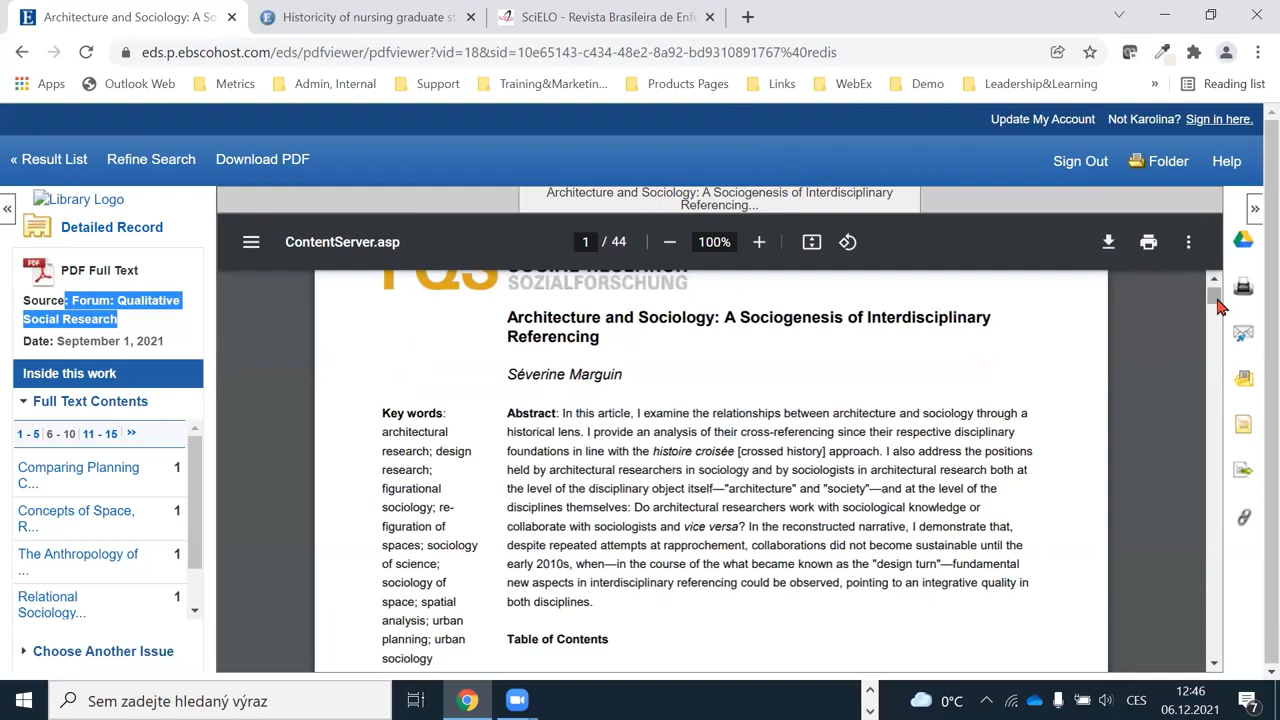 Architecture and Sociology: A So
Historicity of nursing graduate st
SciELO - Revista Brasileira de Enf
eds.p.ebscohost.com/eds/pdfviewer/pdfviewer?vid=18&sid=10e65143-c434-48e2-8a92-bd9310891767%40redis
Apps
Outlook Web
Metrics
Admin, Internal
Support
Training&Marketin...
Products Pages
Links
WebEx
Demo
Leadership&Learning
»
Reading list
Update My Account
Not Karolina? Sign in here.
« Result List
Refine Search
Download PDF
Sign Out
Folder
Help
Library Logo
Detailed Record
Architecture and Sociology: A Sociogenesis of Interdisciplinary
Referencing...
ContentServer.asp
1 / 44
100%
PDF
PDF Full Text
Source: Forum: Qualitative
Social Research
Date: September 1, 2021
Inside this work
Full Text Contents
1 - 5 | 6 - 10 | 11 - 15 »
Comparing Planning
C...
1
Concepts of Space,
R...
1
The Anthropology of
...
1
Relational
Sociology...
1
Choose Another Issue
FQS
SOCIAL RESEARCH
SOZIALFORSCHUNG
Architecture and Sociology: A Sociogenesis of Interdisciplinary
Referencing
Séverine Marguin
Key words:
architectural
research; design
research;
figurational
sociology; re-
figuration of
spaces; sociology
of science;
sociology of
space; spatial
analysis; urban
planning; urban
sociology
Abstract: In this article, I examine the relationships between architecture and sociology through a
historical lens. I provide an analysis of their cross-referencing since their respective disciplinary
foundations in line with the histoire croisée [crossed history] approach. I also address the positions
held by architectural researchers in sociology and by sociologists in architectural research both at
the level of the disciplinary object itself—"architecture" and "society"—and at the level of the
disciplines themselves: Do architectural researchers work with sociological knowledge or
collaborate with sociologists and vice versa? In the reconstructed narrative, I demonstrate that,
despite repeated attempts at rapprochement, collaborations did not become sustainable until the
early 2010s, when—in the course of the what became known as the "design turn"—fundamental
new aspects in interdisciplinary referencing could be observed, pointing to an integrative quality in
both disciplines.
Table of Contents
Sem zadejte hledaný výraz
0°C
CES
12:46
06.12.2021
7